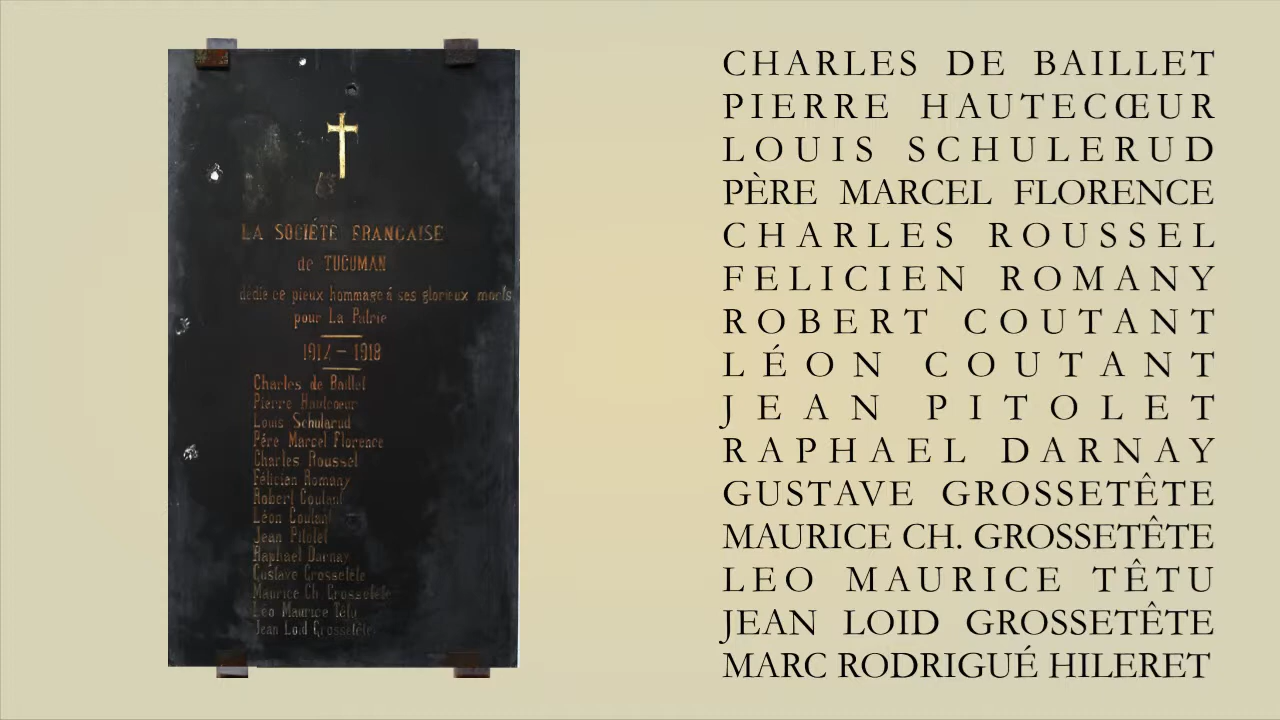 LA SOCIÉTÉ FRANCAISE
de TUCUMAN
dédie ce pieux hommage á ses glorieux morts
pour La Patrie
1914 - 1918
Charles de Baillet
Pierre Hautcoeur
Louis Schularud
Pére Marcel Florence
Charles Roussel
Félicien Romany
Robert Coutant
Léon Coutant
Jean Pitolet
Raphael Darnay
Gustave Grossetête
Maurice Ch. Grossetête
Léo Maurice Têtu
Jean Loid Grossetête
CHARLES DE BAILLET
PIERRE HAUTECŒUR
LOUIS SCHULERUD
PÈRE MARCEL FLORENCE
CHARLES ROUSSEL
FELICIEN ROMANY
ROBERT COUTANT
LÉON COUTANT
JEAN PITOLET
RAPHAEL DARNAY
GUSTAVE GROSSETÊTE
MAURICE CH. GROSSETÊTE
LEO MAURICE TÊTU
JEAN LOID GROSSETÊTE
MARC RODRIGUÉ HILERET